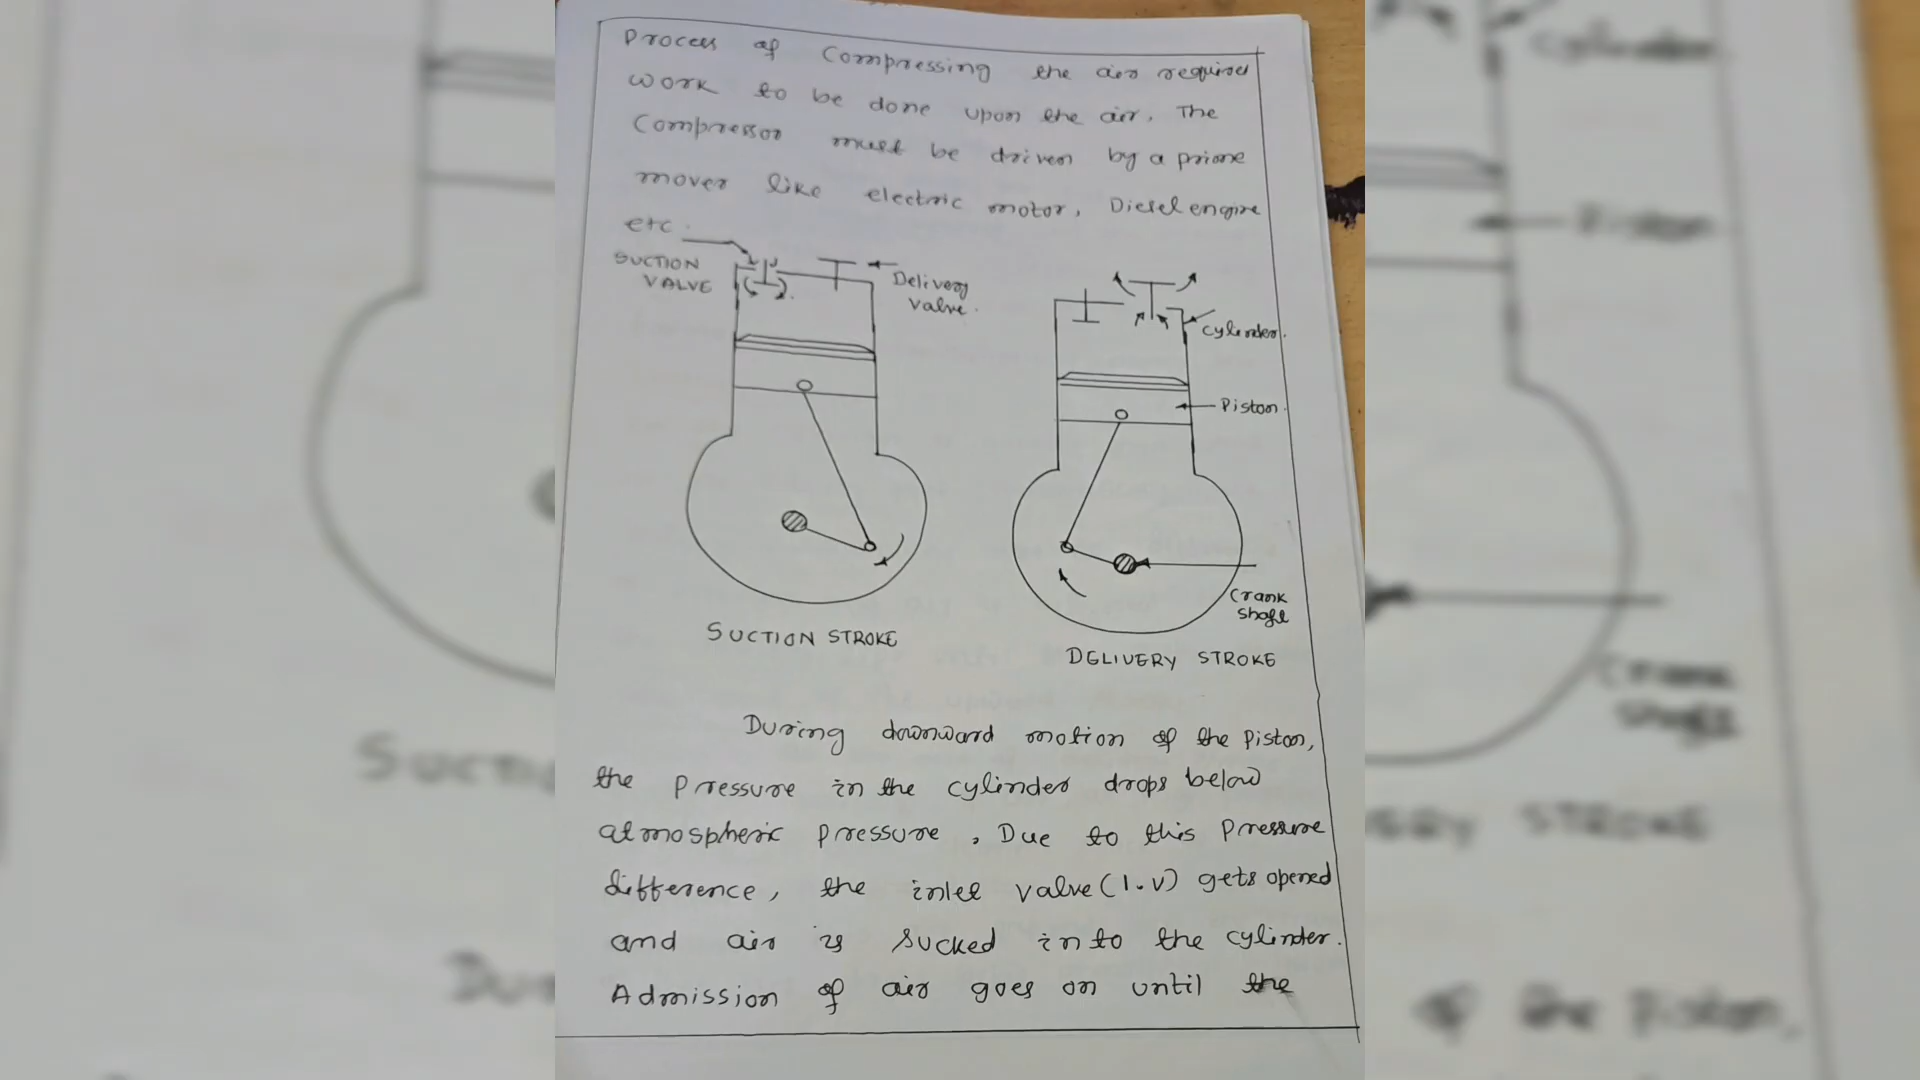 Process of Compressing the air requires
work to be done upon the air. The
Compressor must be driven by a prime
mover like electric motor, Diesel engine
etc.
SUCTION
VALVE
Delivery
valve.
cylinder.
Piston
Crank
shaft
SUCTION STROKE
DELIVERY STROKE
During downward motion of the piston,
the pressure in the cylinder drops below
atmospheric pressure. Due to this pressure
difference, the inlet valve (I.V) gets opened
and air is sucked into the cylinder.
Admission of air goes on until the